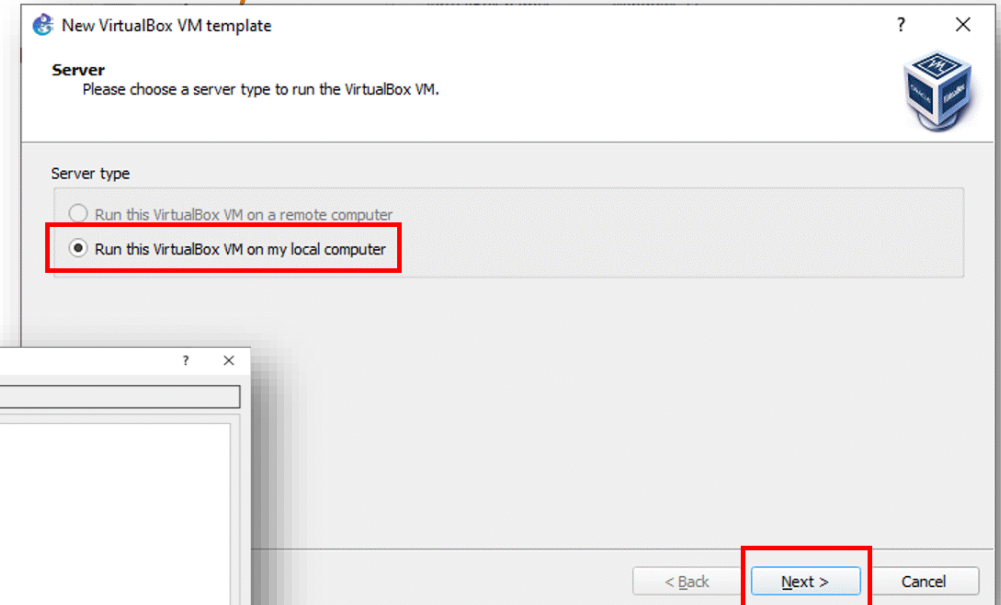 New VirtualBox VM template
?
Server
Please choose a server type to run the VirtualBox VM.
Server type
Run this VirtualBox VM on a remote computer
Run this VirtualBox VM on my local computer
?
< Back
Next >
Cancel